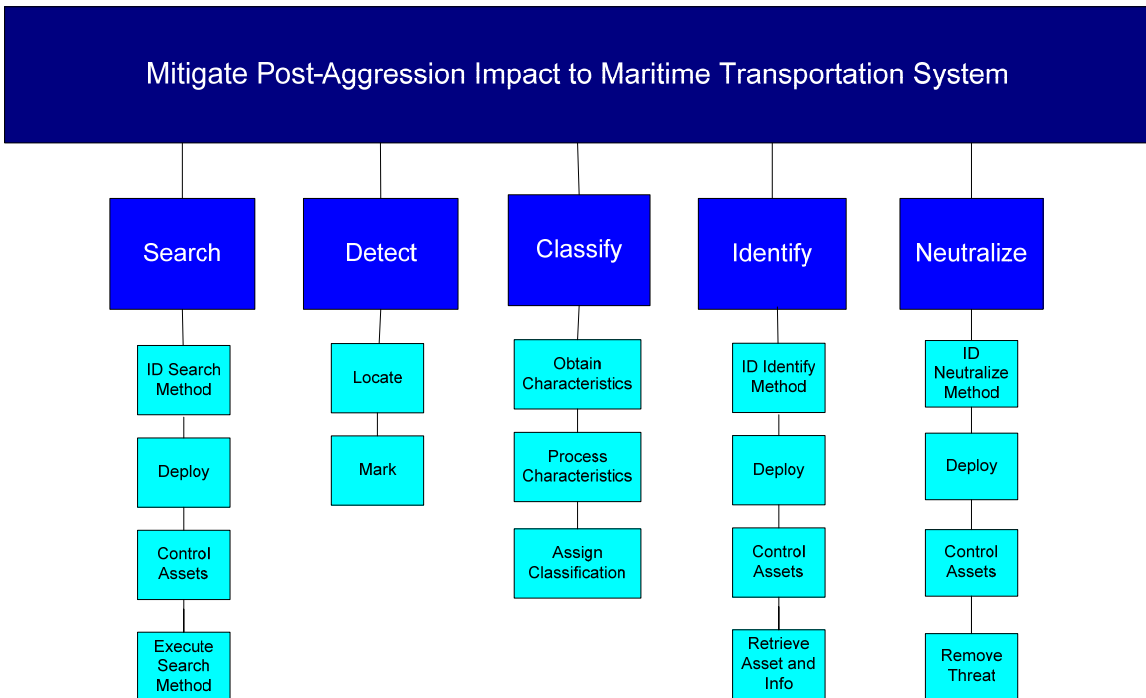 Mitigate Post-Aggression Impact to Maritime Transportation System
Search
Detect
Classify
Identify
Neutralize
ID Search
Method
Deploy
Control
Assets
Execute
Search
Method
Locate
Mark
Obtain
Characteristics
Process
Characteristics
Assign
Classification
ID Identify
Method
Deploy
Control
Assets
Retrieve
Asset and
Info
ID
Neutralize
Method
Deploy
Control
Assets
Remove
Threat